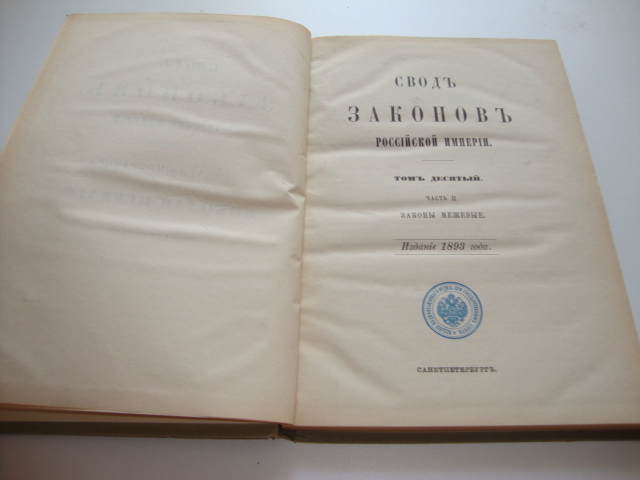 СВОДЪ
ЗАКОНОВЪ
РОССІЙСКОЙ ИМПЕРІИ.
ТОМЪ ДЕСЯТЫЙ.
ЧАСТЬ II.
ЗАКОНЫ МЕЖЕВЫЕ.
Изданіе 1893 года.
САНКТПЕТЕРБУРГЪ.